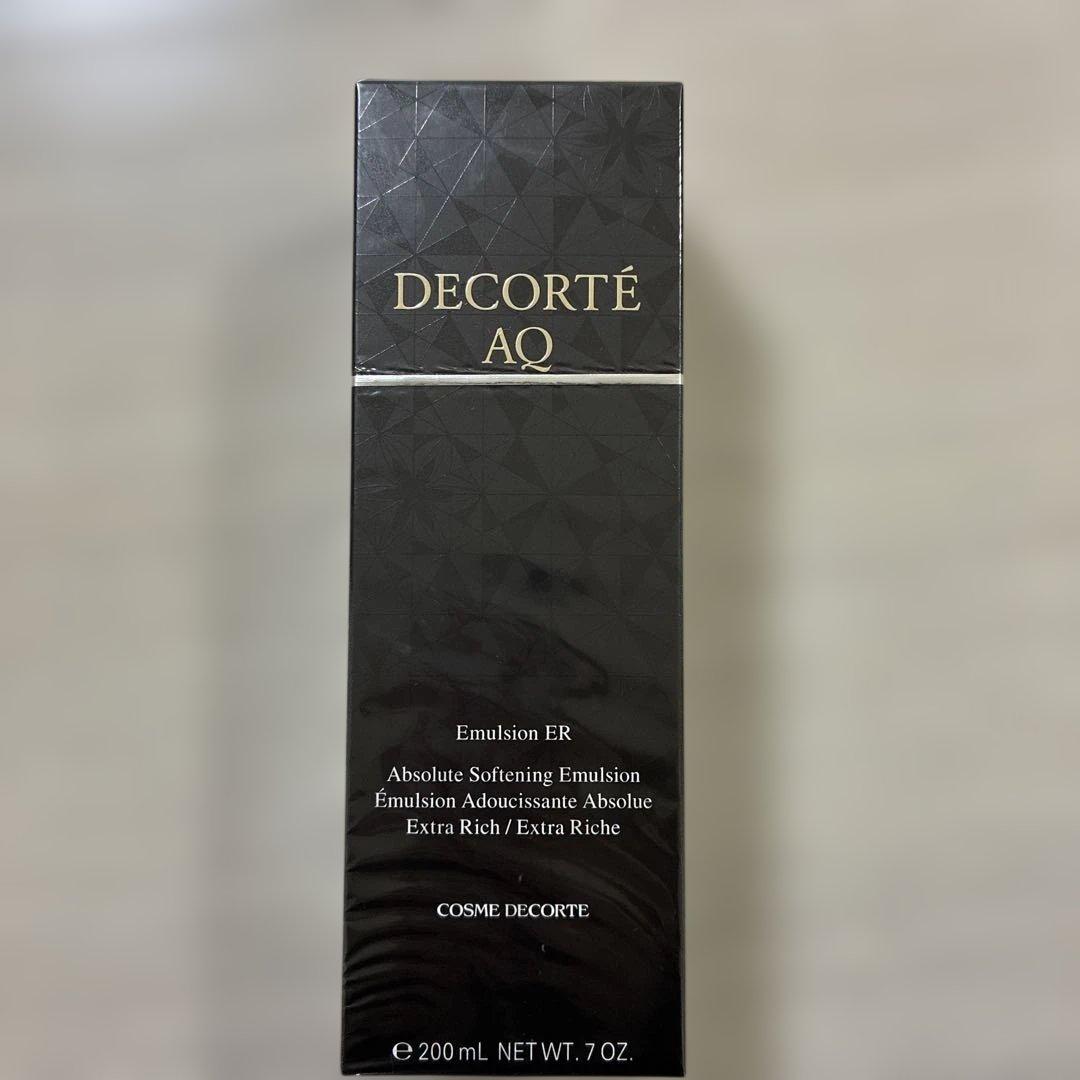 DECORTÉ
AQ
Emulsion ER
Absolute Softening Emulsion
Émulsion Adoucissante Absolue
Extra Rich / Extra Riche
COSME DECORTE
℮ 200 mL NET WT. 7 OZ.